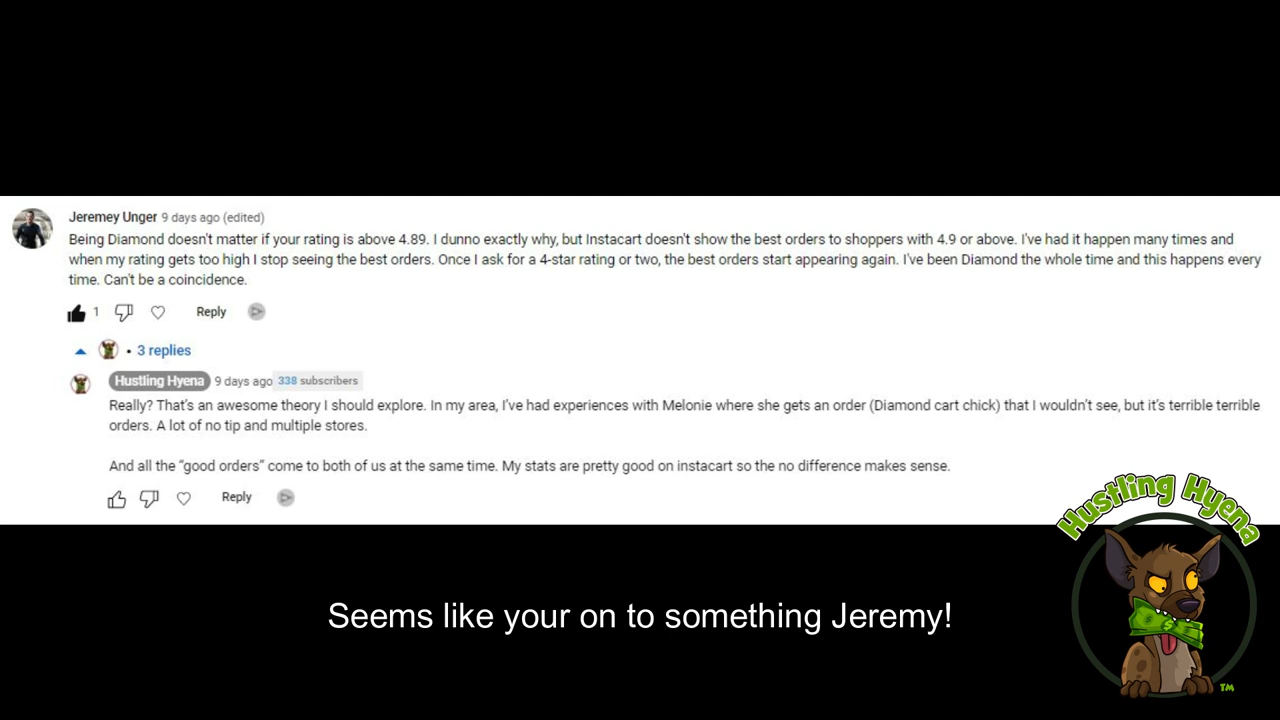 Jeremey Unger 9 days ago (edited)
Being Diamond doesn't matter if your rating is above 4.89. I dunno exactly why, but Instacart doesn't show the best orders to shoppers with 4.9 or above. I've had it happen many times and
when my rating gets too high I stop seeing the best orders. Once I ask for a 4-star rating or two, the best orders start appearing again. I've been Diamond the whole time and this happens every
time. Can't be a coincidence.
1 Reply
• 3 replies
Hustling Hyena 9 days ago 338 subscribers
Really? That's an awesome theory I should explore. In my area, I've had experiences with Melonie where she gets an order (Diamond cart chick) that I wouldn't see, but it's terrible terrible
orders. A lot of no tip and multiple stores.
And all the “good orders” come to both of us at the same time. My stats are pretty good on instacart so the no difference makes sense.
Reply
Hustling Hyena
Seems like your on to something Jeremy!
TM